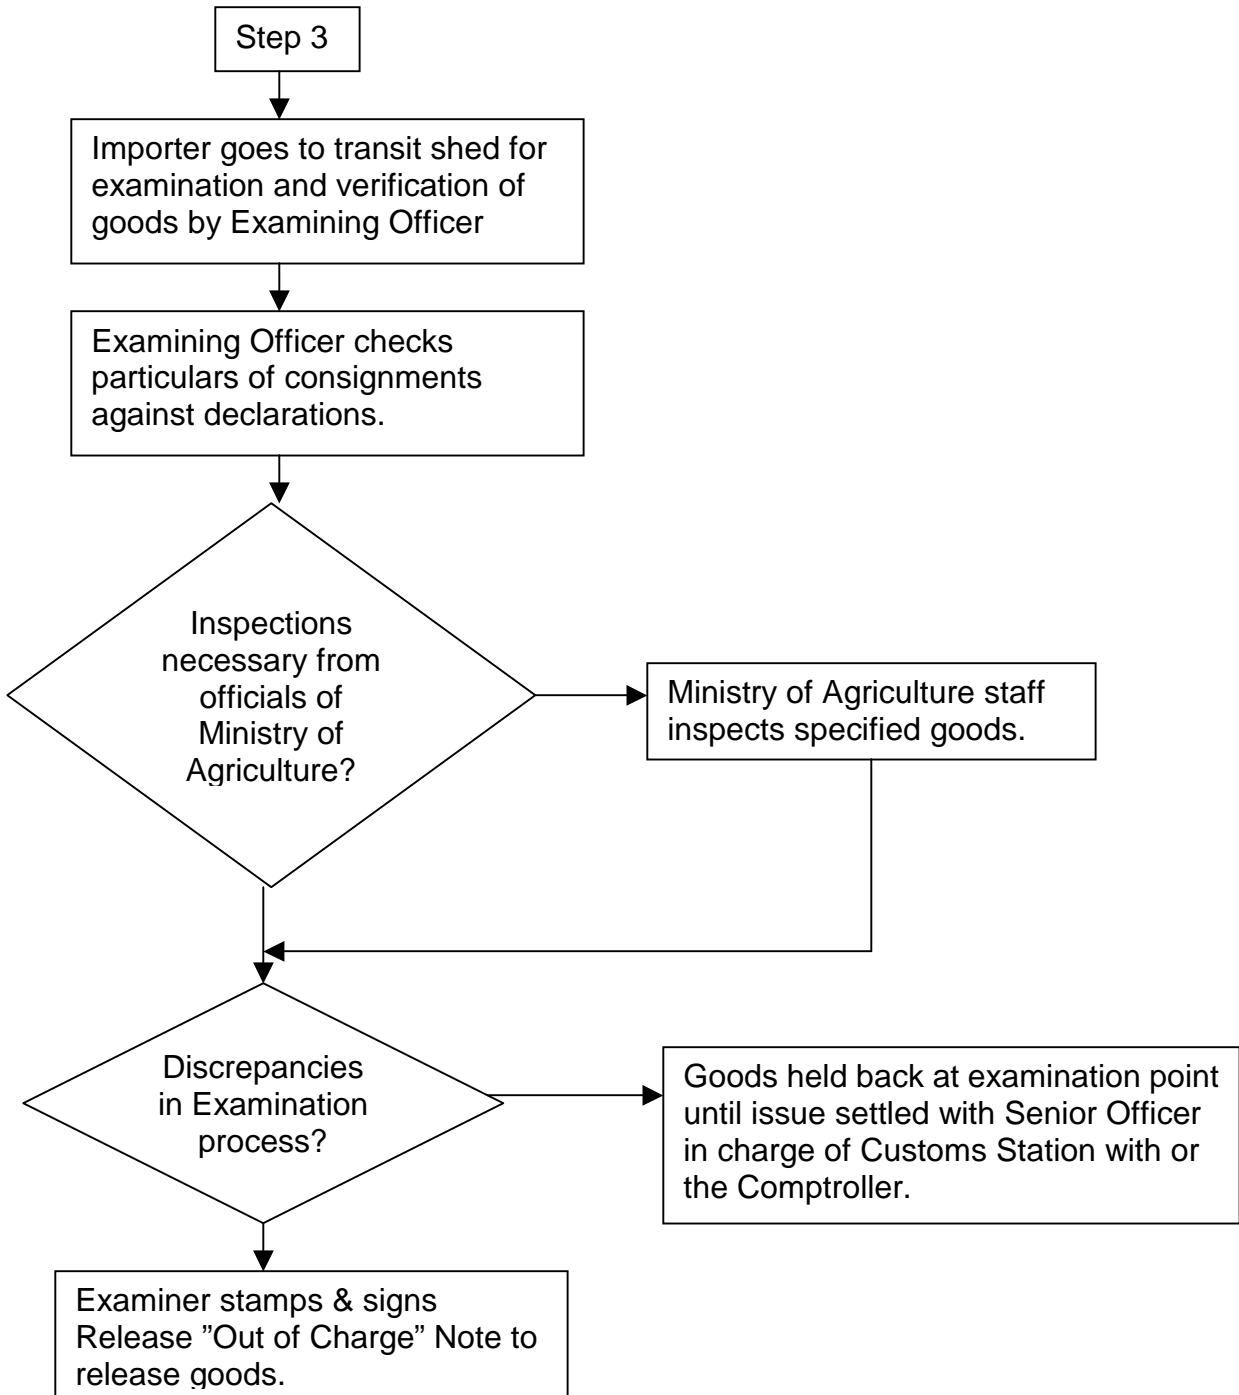 Step 3
Importer goes to transit shed for
examination and verification of
goods by Examining Officer
Examining Officer checks
particulars of consignments
against declarations.
Inspections
necessary from
officials of
Ministry of
Agriculture?
Ministry of Agriculture staff
inspects specified goods.
Discrepancies
in Examination
process?
Goods held back at examination point
until issue settled with Senior Officer
in charge of Customs Station with or
the Comptroller.
Examiner stamps & signs
Release ”Out of Charge” Note to
release goods.